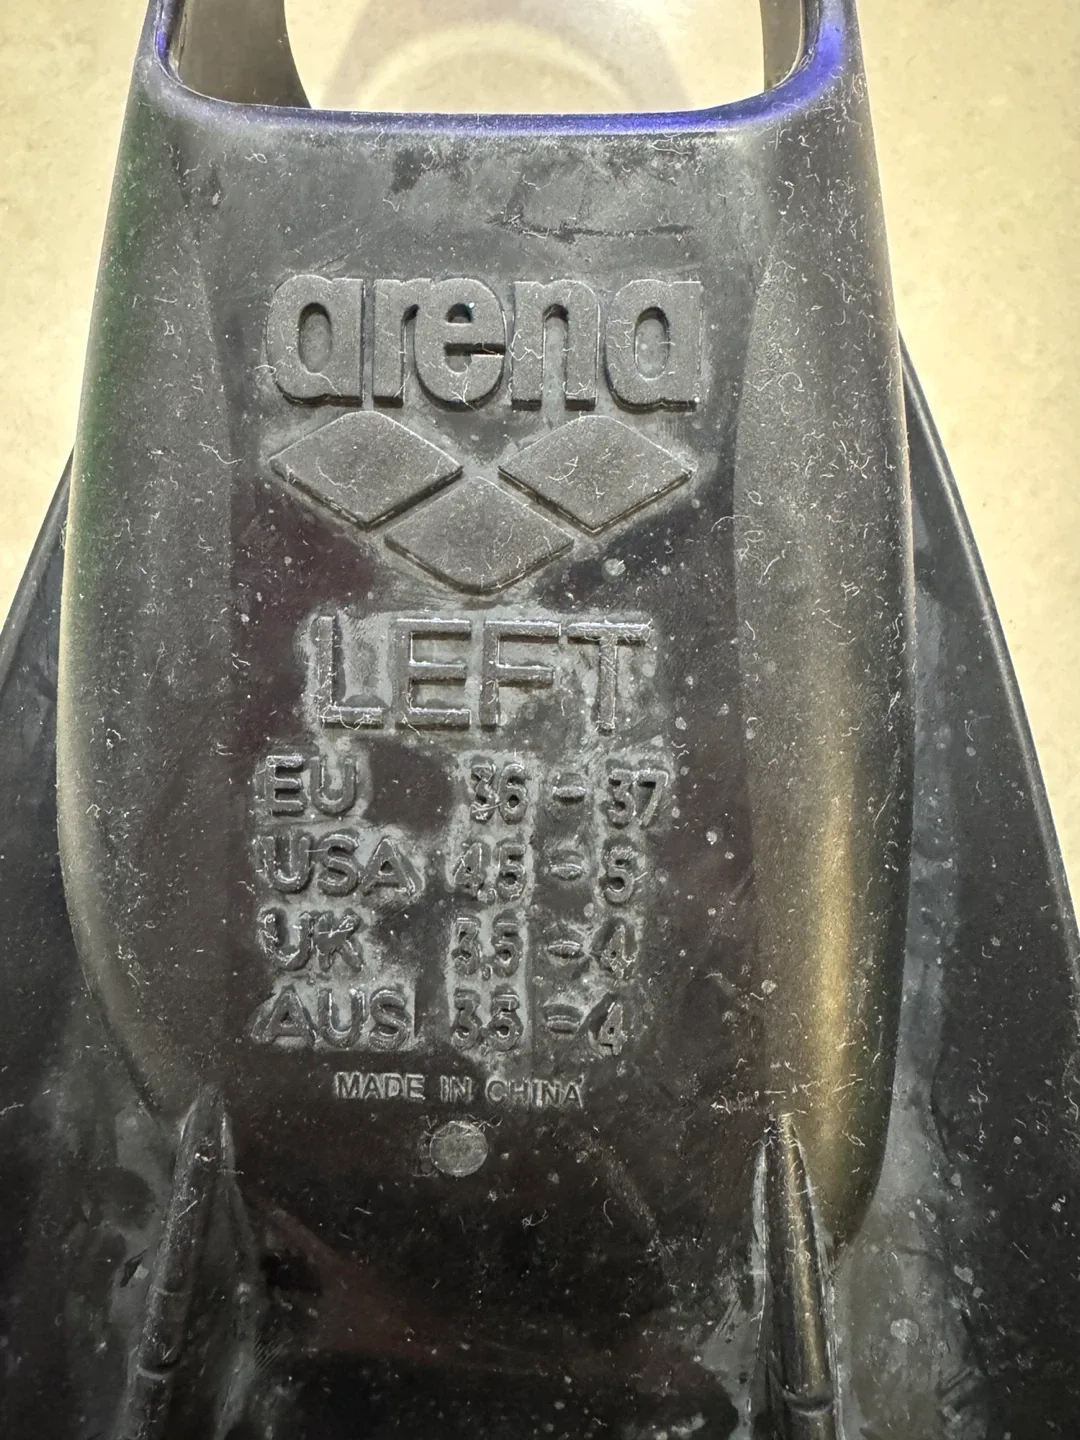 arena
LEFT
EU 36 - 37
USA 4.5 - 5
UK 3.5 - 4
AUS 3.5 - 4
MADE IN CHINA